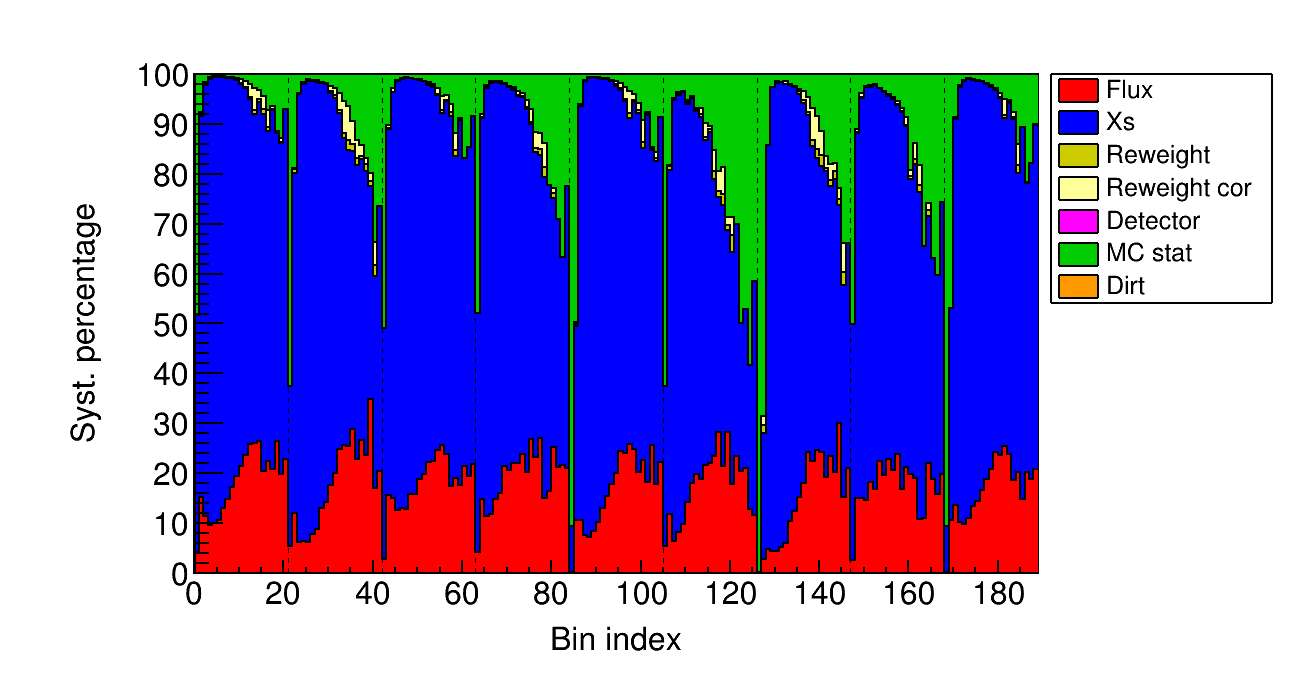 100
90
80
70
60
50
40
30
20
10
0
Syst. percentage
0 20 40 60 80 100 120 140 160 180
Bin index
Flux
Xs
Reweight
Reweight cor
Detector
MC stat
Dirt